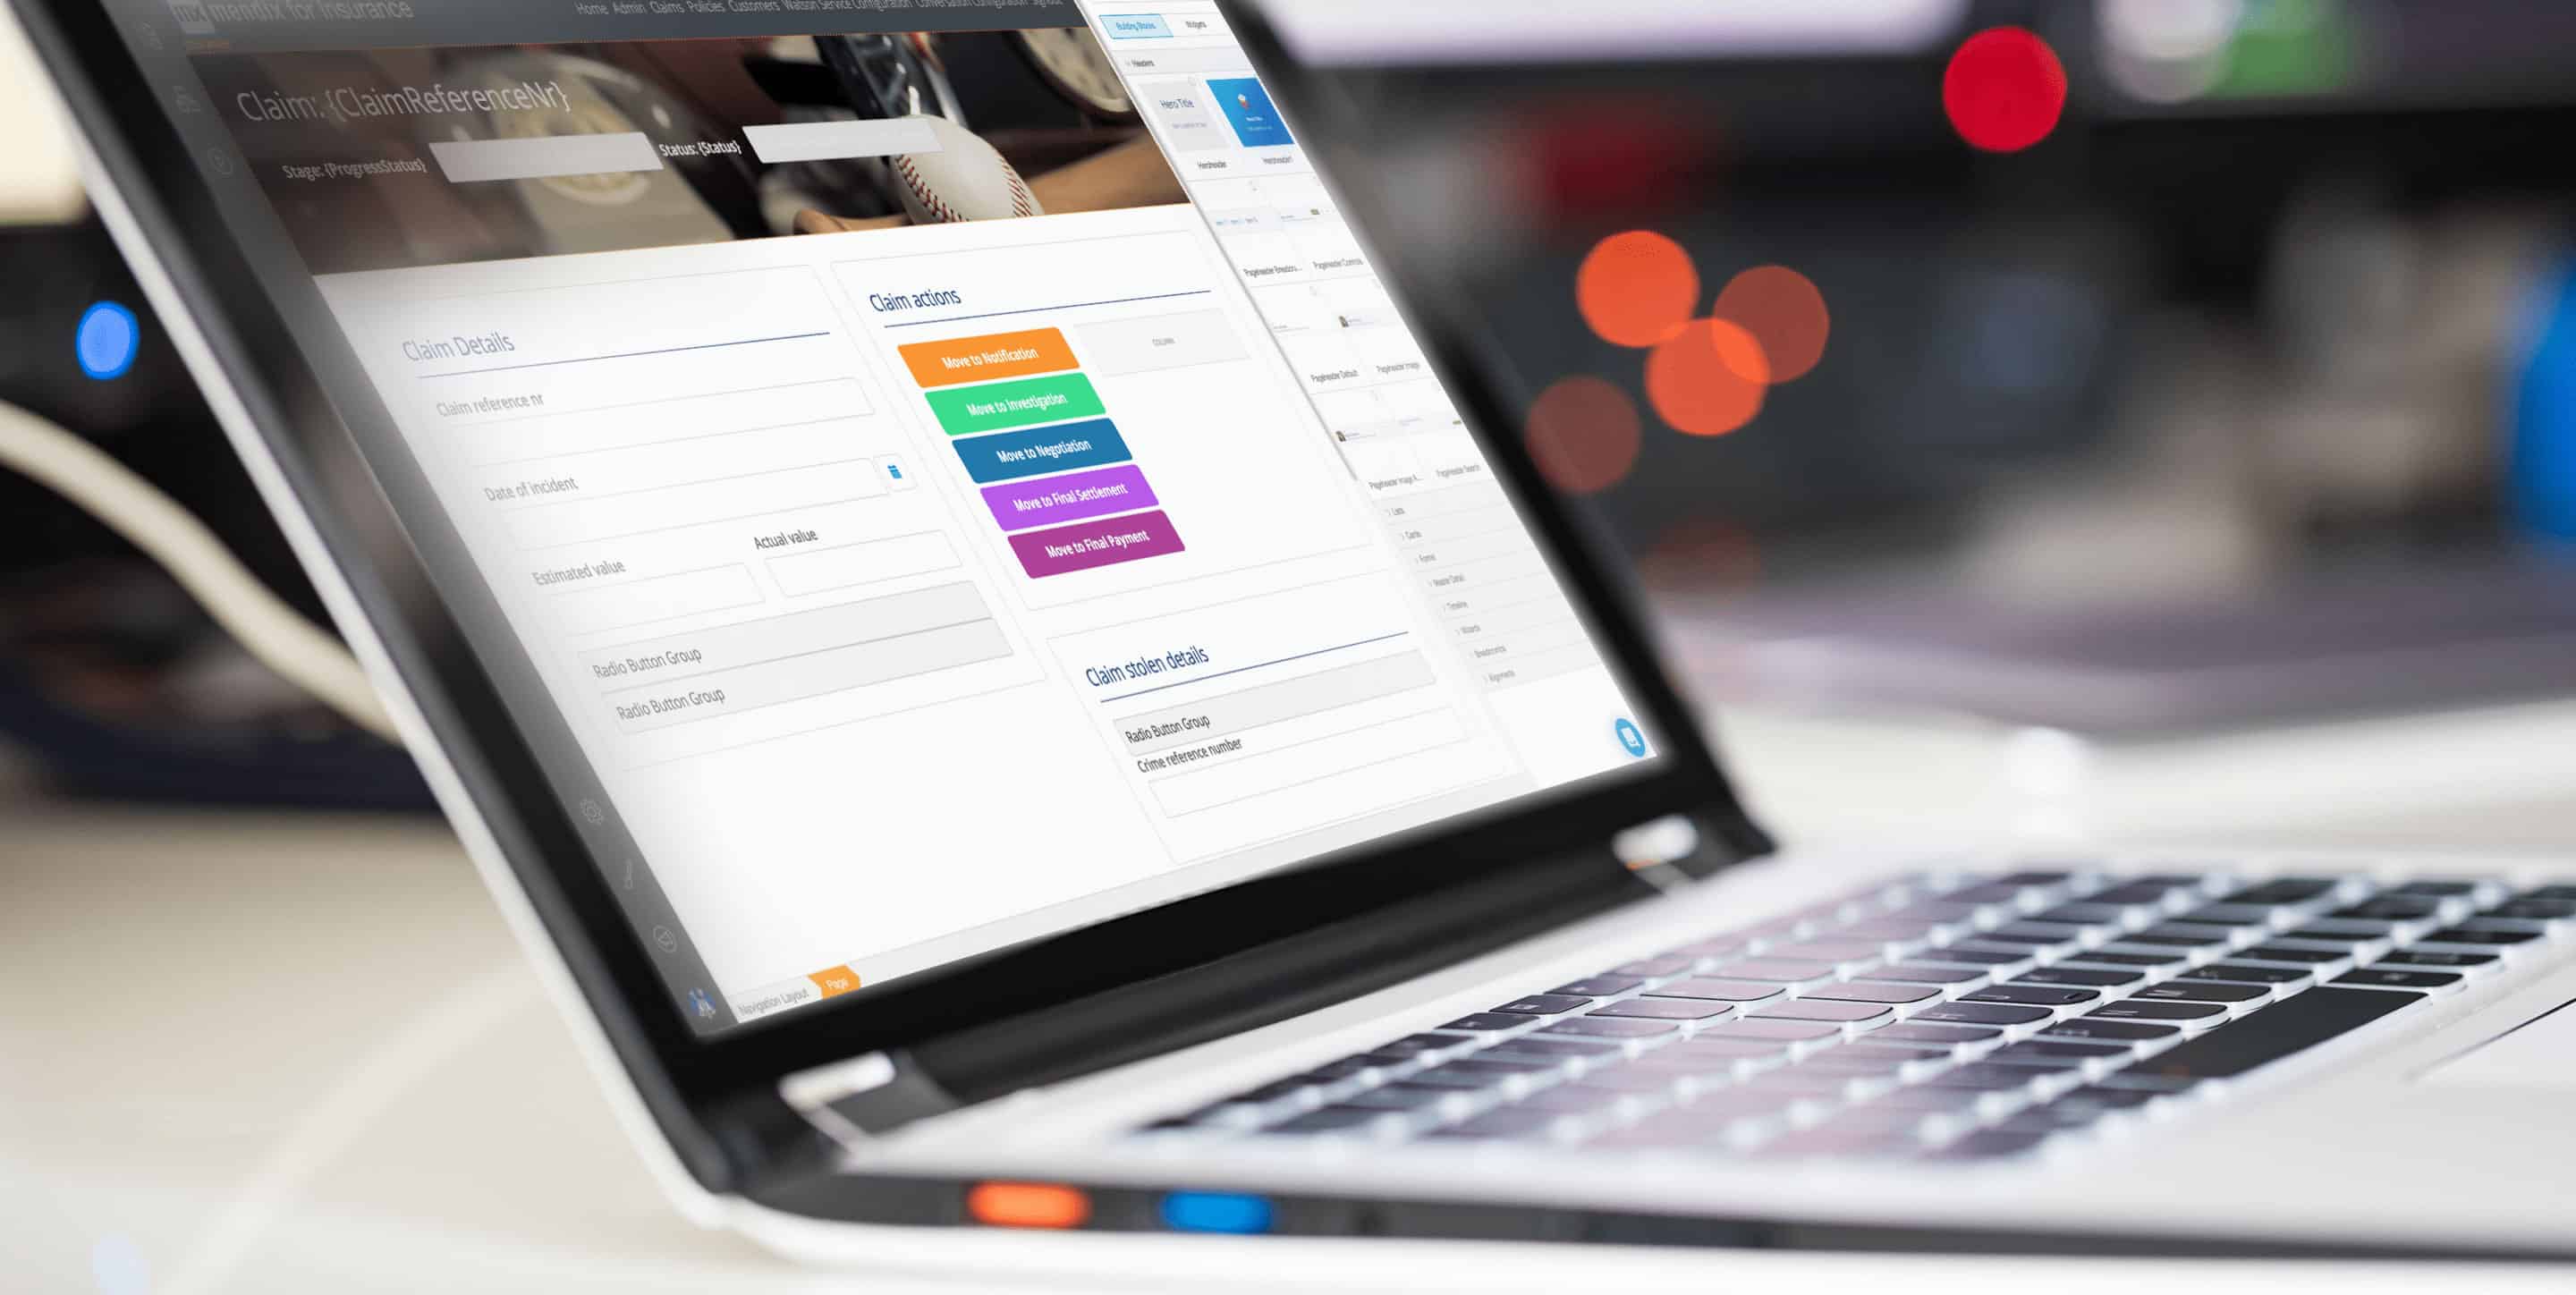 mx mendix for insurance
Home Admin Claims Policies Customers Watson Service Configuration Conversation Configuration Signout
Claim: {ClaimReferenceNr}
Stage: {ProgressStatus}
Status: {Status}
Claim Details
Claim reference nr
Date of incident
Estimated value
Actual value
Radio Button Group
Radio Button Group
Claim actions
Move to Notification
COLUMN
Move to Investigation
Move to Negotiation
Move to Final Settlement
Move to Final Payment
Claim stolen details
Radio Button Group
Crime reference number
Navigation Layout
Page
Building Blocks
Widgets
Headers
Hero Title
Heroheader
Heroheader1
Pageheader Controls
Pageheader Default
Pageheader Image
Pageheader Image A...
Pageheader Search
Lists
Cards
Forms
Master Detail
Timeline
Wizards
Breadcrumbs
Alignments